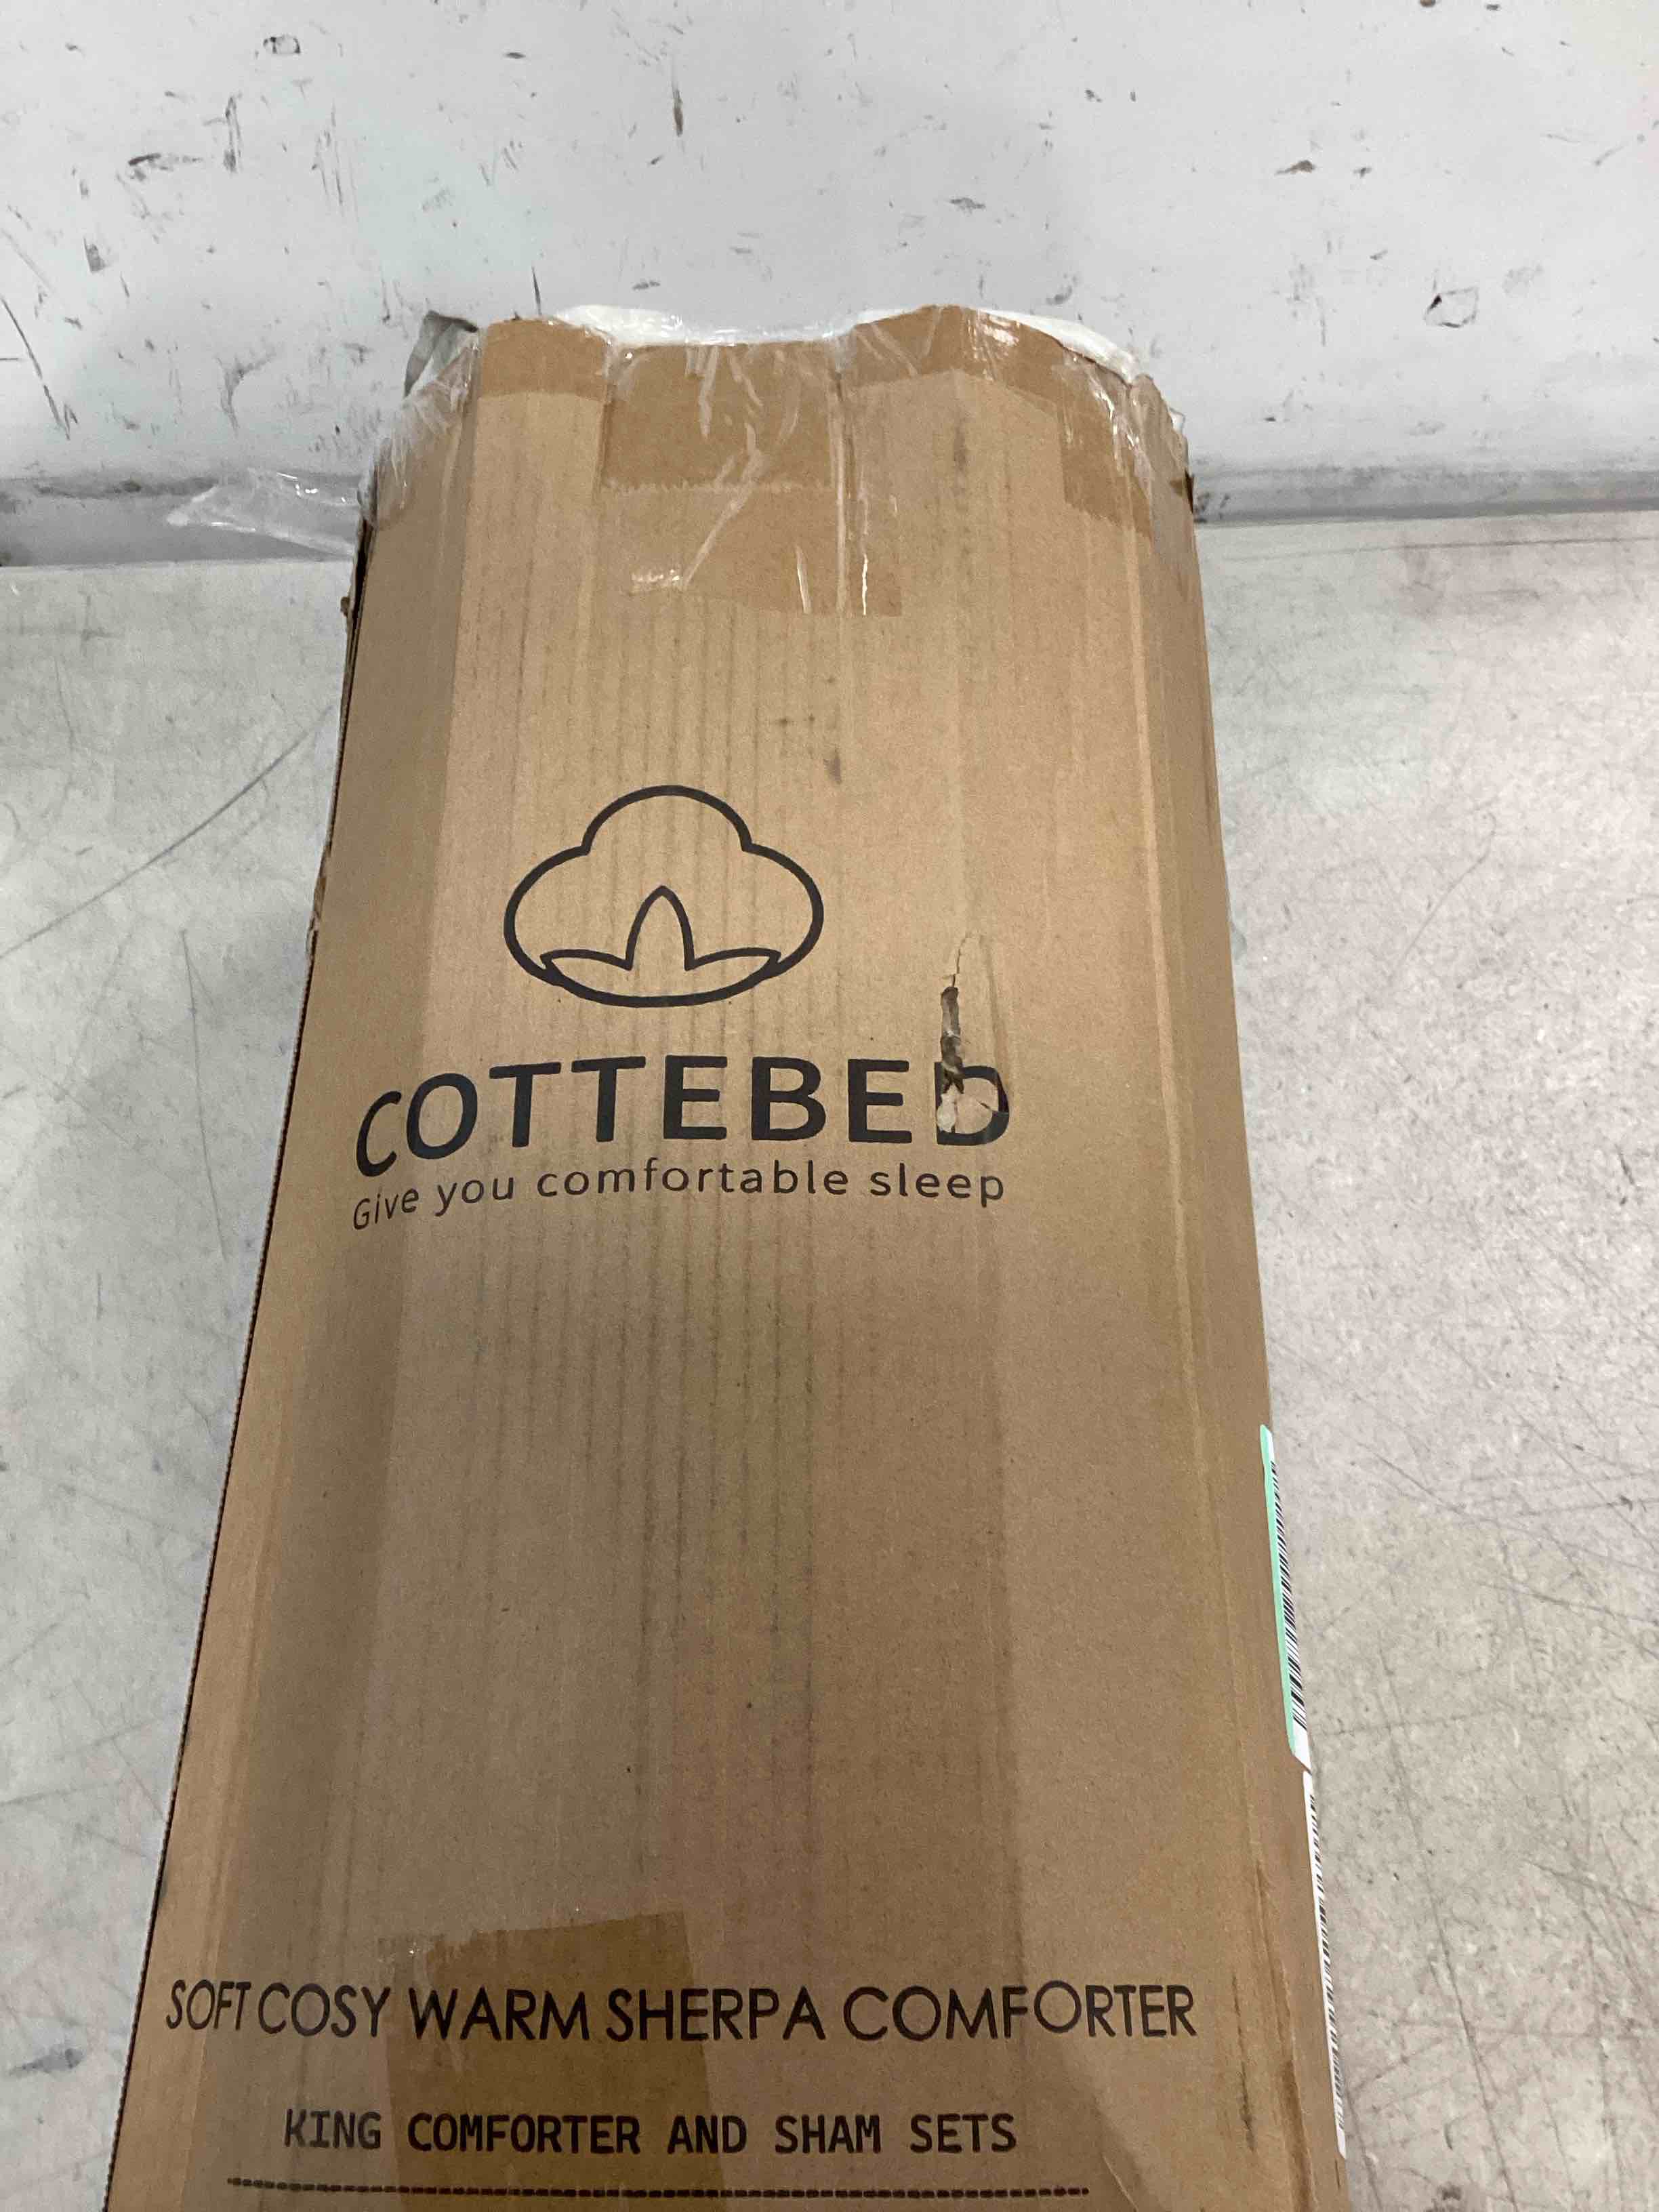 COTTEBED
Give you comfortable sleep
SOFT COSY WARM SHERPA COMFORTER
KING COMFORTER AND SHAM SETS